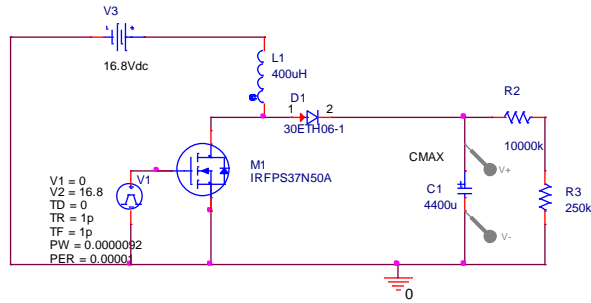 V3
16.8Vdc
L1
400uH
D1
1
2
30ETH06-1
R2
10000k
M1
IRFPS37N50A
CMAX
V+
C1
4400u
V-
R3
250k
V1
V1 = 0
V2 = 16.8
TD = 0
TR = 1p
TF = 1p
PW = 0.0000092
PER = 0.00001
0